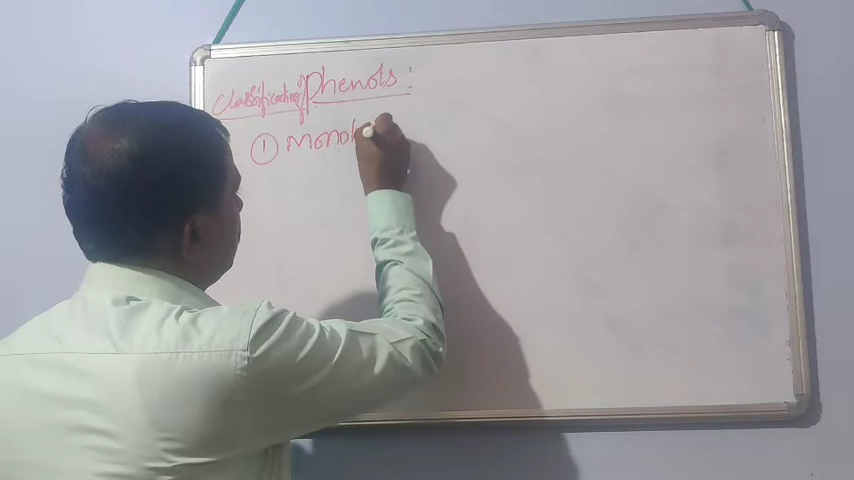 Classification of Phenols :
① Monoh